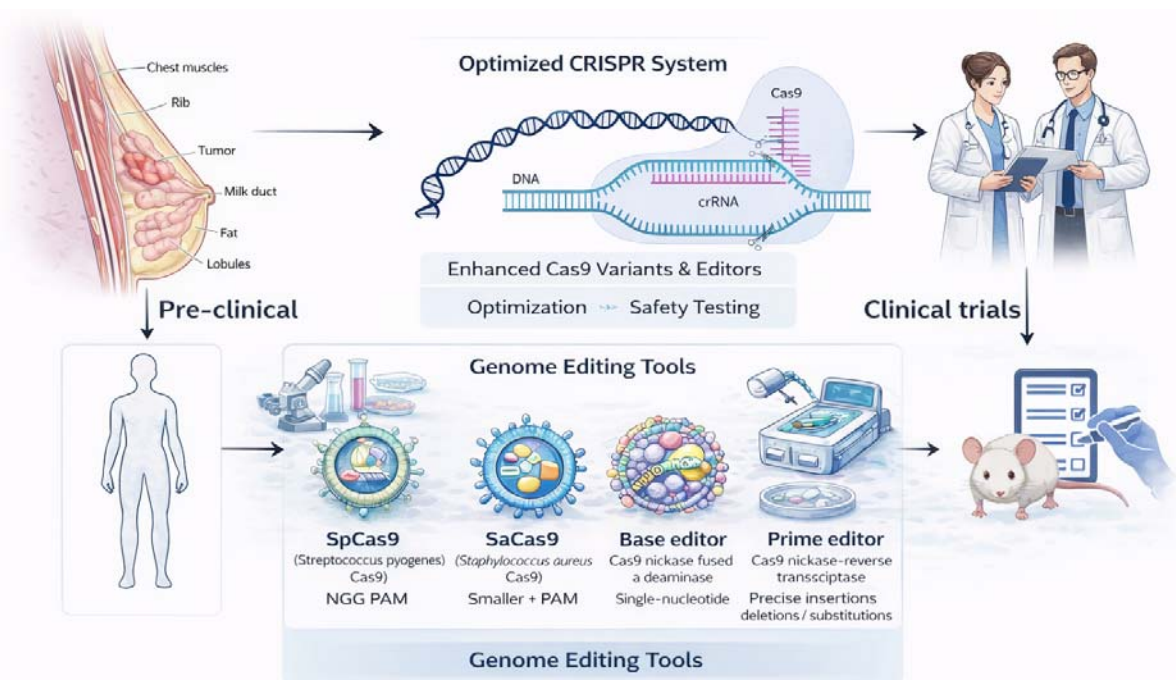 Chest muscles
Rib
Tumor
Milk duct
Fat
Lobules
Optimized CRISPR System
Cas9
DNA
crRNA
Enhanced Cas9 Variants & Editors
Optimization Safety Testing
Pre-clinical
Clinical trials
Genome Editing Tools
SpCas9
(Streptococcus pyogenes)
Cas9)
NGG PAM
SaCas9
(Staphylococcus aureus
Cas9)
Smaller + PAM
Base editor
Cas9 nickase fused
a deaminase
Single-nucleotide
Prime editor
Cas9 nickase-reverse
transsciptase
Precise insertions
deletions / substitutions
Genome Editing Tools